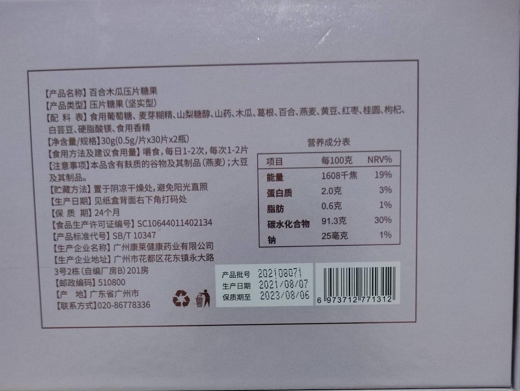 【产品名称】百合木瓜压片糖果
【产品类型】压片糖果(坚实型)
【配 料 表】食用葡萄糖、麦芽糊精、山梨糖醇、山药、木瓜、葛根、百合、燕麦、黄豆、红枣、桂圆、枸杞、
白芸豆、硬脂酸镁、食用香精
【净含量/规格】30g(0.5g/片x30片x2瓶)
【食用方法及建议食用量】嚼食,每日1-2次,每次1-2片
【注意事项】本品含有麸质的谷物及其制品(燕麦);大豆
及其制品。
【贮藏方法】置于阴凉干燥处,避免阳光直照
【生产日期】见纸盒背面右下角打码处
【保 质 期】24个月
【食品生产许可证编号】SC10644011402134
【产品标准代号】SB/T 10347
【生产企业名称】广州康莱健康药业有限公司
【生产企业地址】广州市花都区花东镇永大路
3号2栋(自编厂房B)201房
【邮政编码】510800
【产 地】广东省广州市
【联系方式】020-86778336
营养成分表
项目 每100克 NRV%
能量 1608千焦 19%
蛋白质 2.0克 3%
脂肪 0.6克 1%
碳水化合物 91.3克 30%
钠 25毫克 1%
产品批号 202108071
生产日期 2021/08/07
保质期至 2023/08/06
6 973712 771312